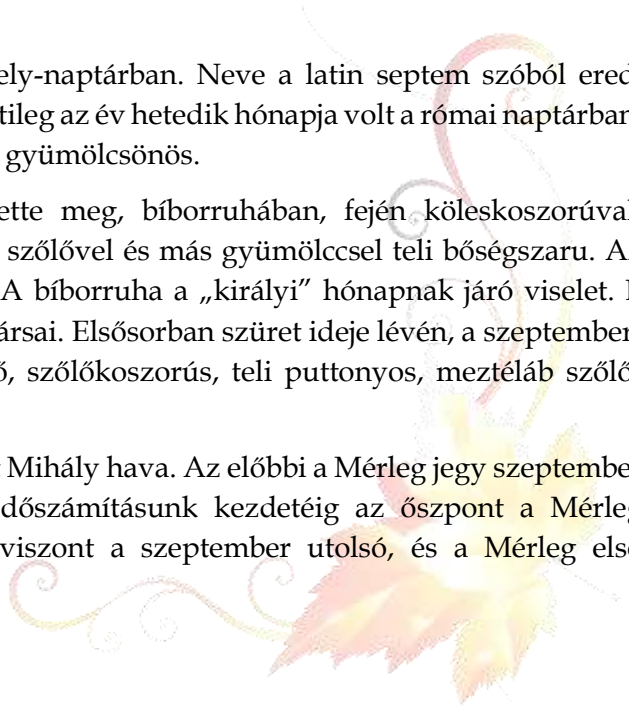 ely-naptárban. Neve a latin septem szóból ered
tileg az év hetedik hónapja volt a római naptárban
gyümölcsönös.
ette meg, bíborruhában, fején köleskoszorúval
szőlővel és más gyümölccsel teli bőségszaru. A
A bíborruha a „királyi” hónapnak járó viselet.
ársai. Elsősorban szüret ideje lévén, a szeptember
ő, szőlőkoszorús, teli puttonyos, meztéláb szőlő
Mihály hava. Az előbbi a Mérleg jegy szeptembe
dőszámításunk kezdetéig az őszpont a Mérleg
viszont a szeptember utolsó, és a Mérleg els